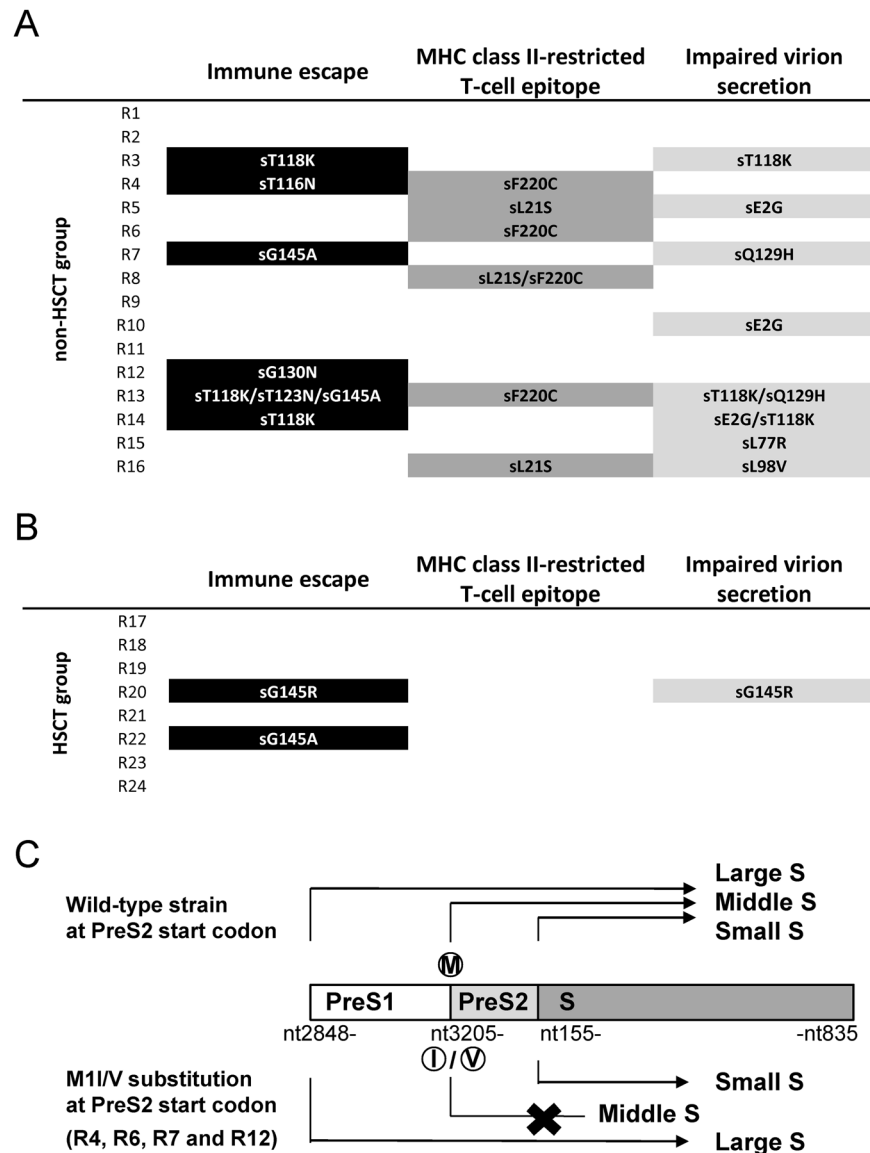 A
Immune escape MHC class II-restricted T-cell epitope Impaired virion secretion
non-HSCT group
R1
R2
R3 sT118K sT118K
R4 sT116N sF220C
R5 sL21S sE2G
R6 sF220C
R7 sG145A sQ129H
R8 sL21S/sF220C
R9
R10 sE2G
R11
R12 sG130N
R13 sT118K/sT123N/sG145A sF220C sT118K/sQ129H
R14 sT118K sE2G/sT118K
R15 sL77R
R16 sL21S sL98V
B
Immune escape MHC class II-restricted T-cell epitope Impaired virion secretion
HSCT group
R17
R18
R19
R20 sG145R sG145R
R21
R22 sG145A
R23
R24
C
Wild-type strain
at PreS2 start codon
Large S
Middle S
Small S
M
PreS1 PreS2 S
nt2848- nt3205- nt155- -nt835
I / V
M1I/V substitution
at PreS2 start codon
(R4, R6, R7 and R12)
Small S
Middle S
Large S